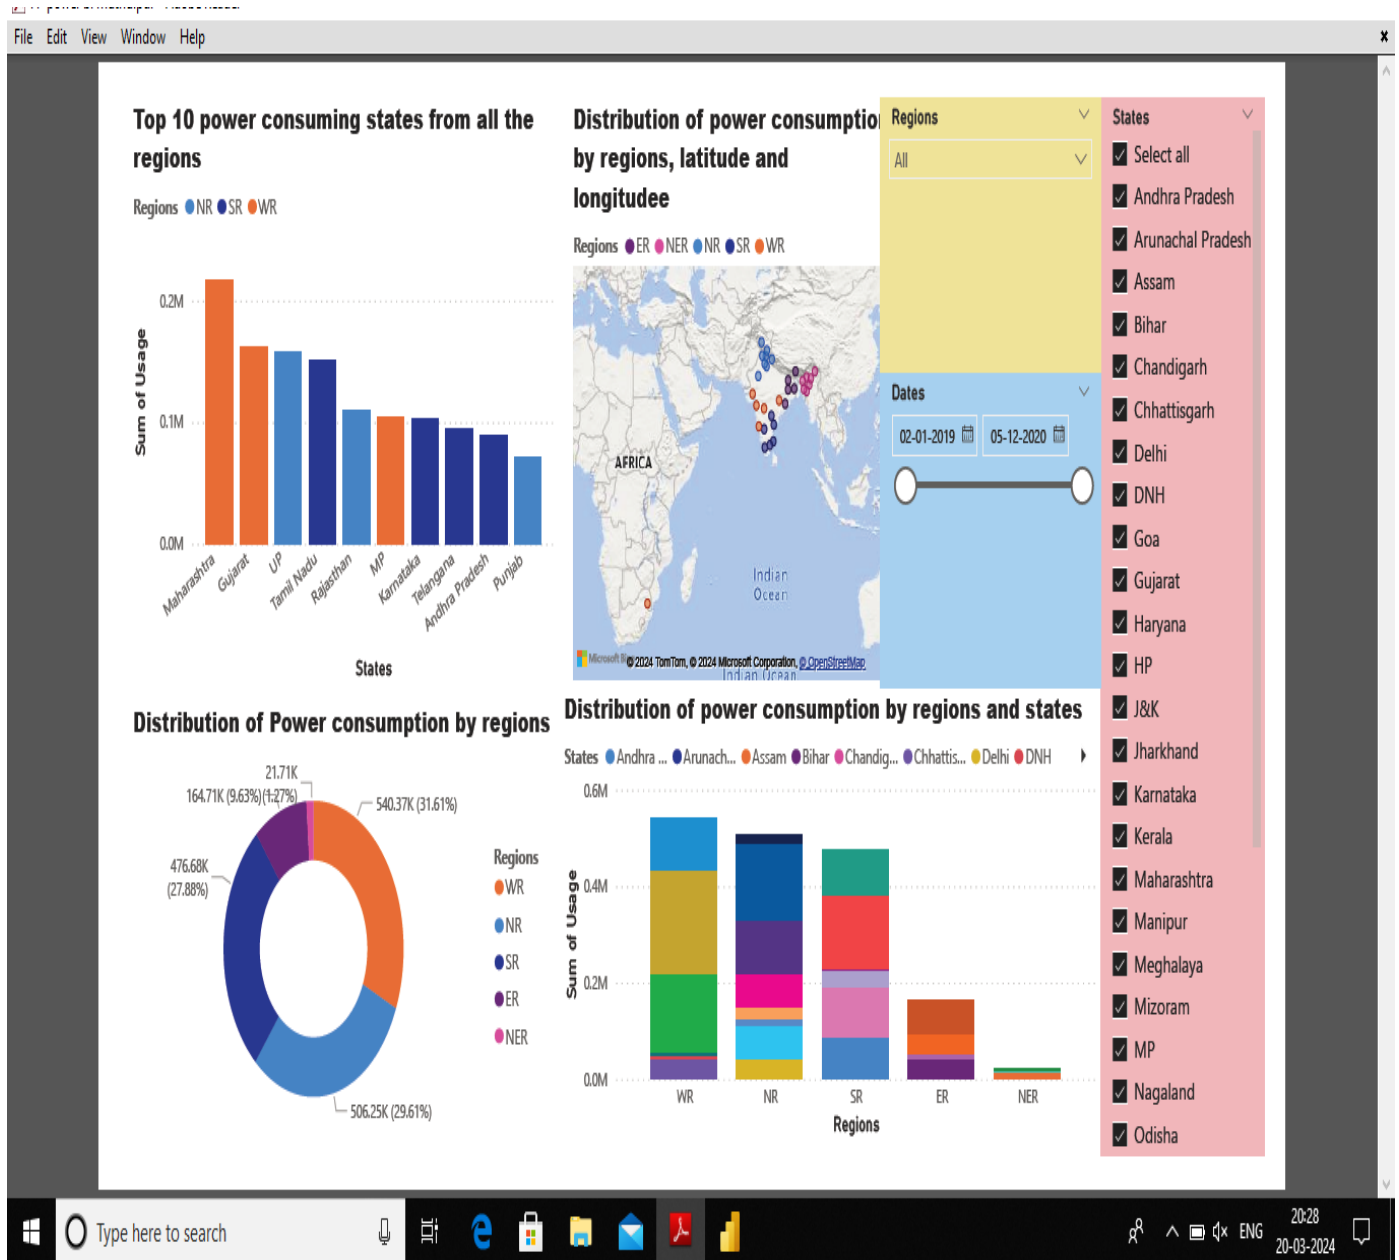 File Edit View Window Help
Top 10 power consuming states from all the
regions
Regions NR SR WR
0.2M
0.1M
0.0M
Sum of Usage
Maharashtra
Gujarat
UP
Tamil Nadu
Rajasthan
MP
Karnataka
Telangana
Andhra Pradesh
Punjab
States
Distribution of power consumptio
by regions, latitude and
longitudee
Regions ER NER NR SR WR
AFRICA
Indian
Ocean
Microsoft
© 2024 TomTom, © 2024 Microsoft Corporation, © OpenStreetMap
Indian Ocean
Regions
All
Dates
02-01-2019 05-12-2020
States
Select all
Andhra Pradesh
Arunachal Pradesh
Assam
Bihar
Chandigarh
Chhattisgarh
Delhi
DNH
Goa
Gujarat
Haryana
HP
J&K
Jharkhand
Karnataka
Kerala
Maharashtra
Manipur
Meghalaya
Mizoram
MP
Nagaland
Odisha
Distribution of Power consumption by regions
21.71K
164.71K (9.63%) (1.27%)
540.37K (31.61%)
476.68K
(27.88%)
506.25K (29.61%)
Regions
WR
NR
SR
ER
NER
Distribution of power consumption by regions and states
States Andhra ... Arunach... Assam Bihar Chandig... Chhattis... Delhi DNH
0.6M
0.4M
0.2M
0.0M
Sum of Usage
WR NR SR ER NER
Regions
Type here to search
ENG
20:28
20-03-2024